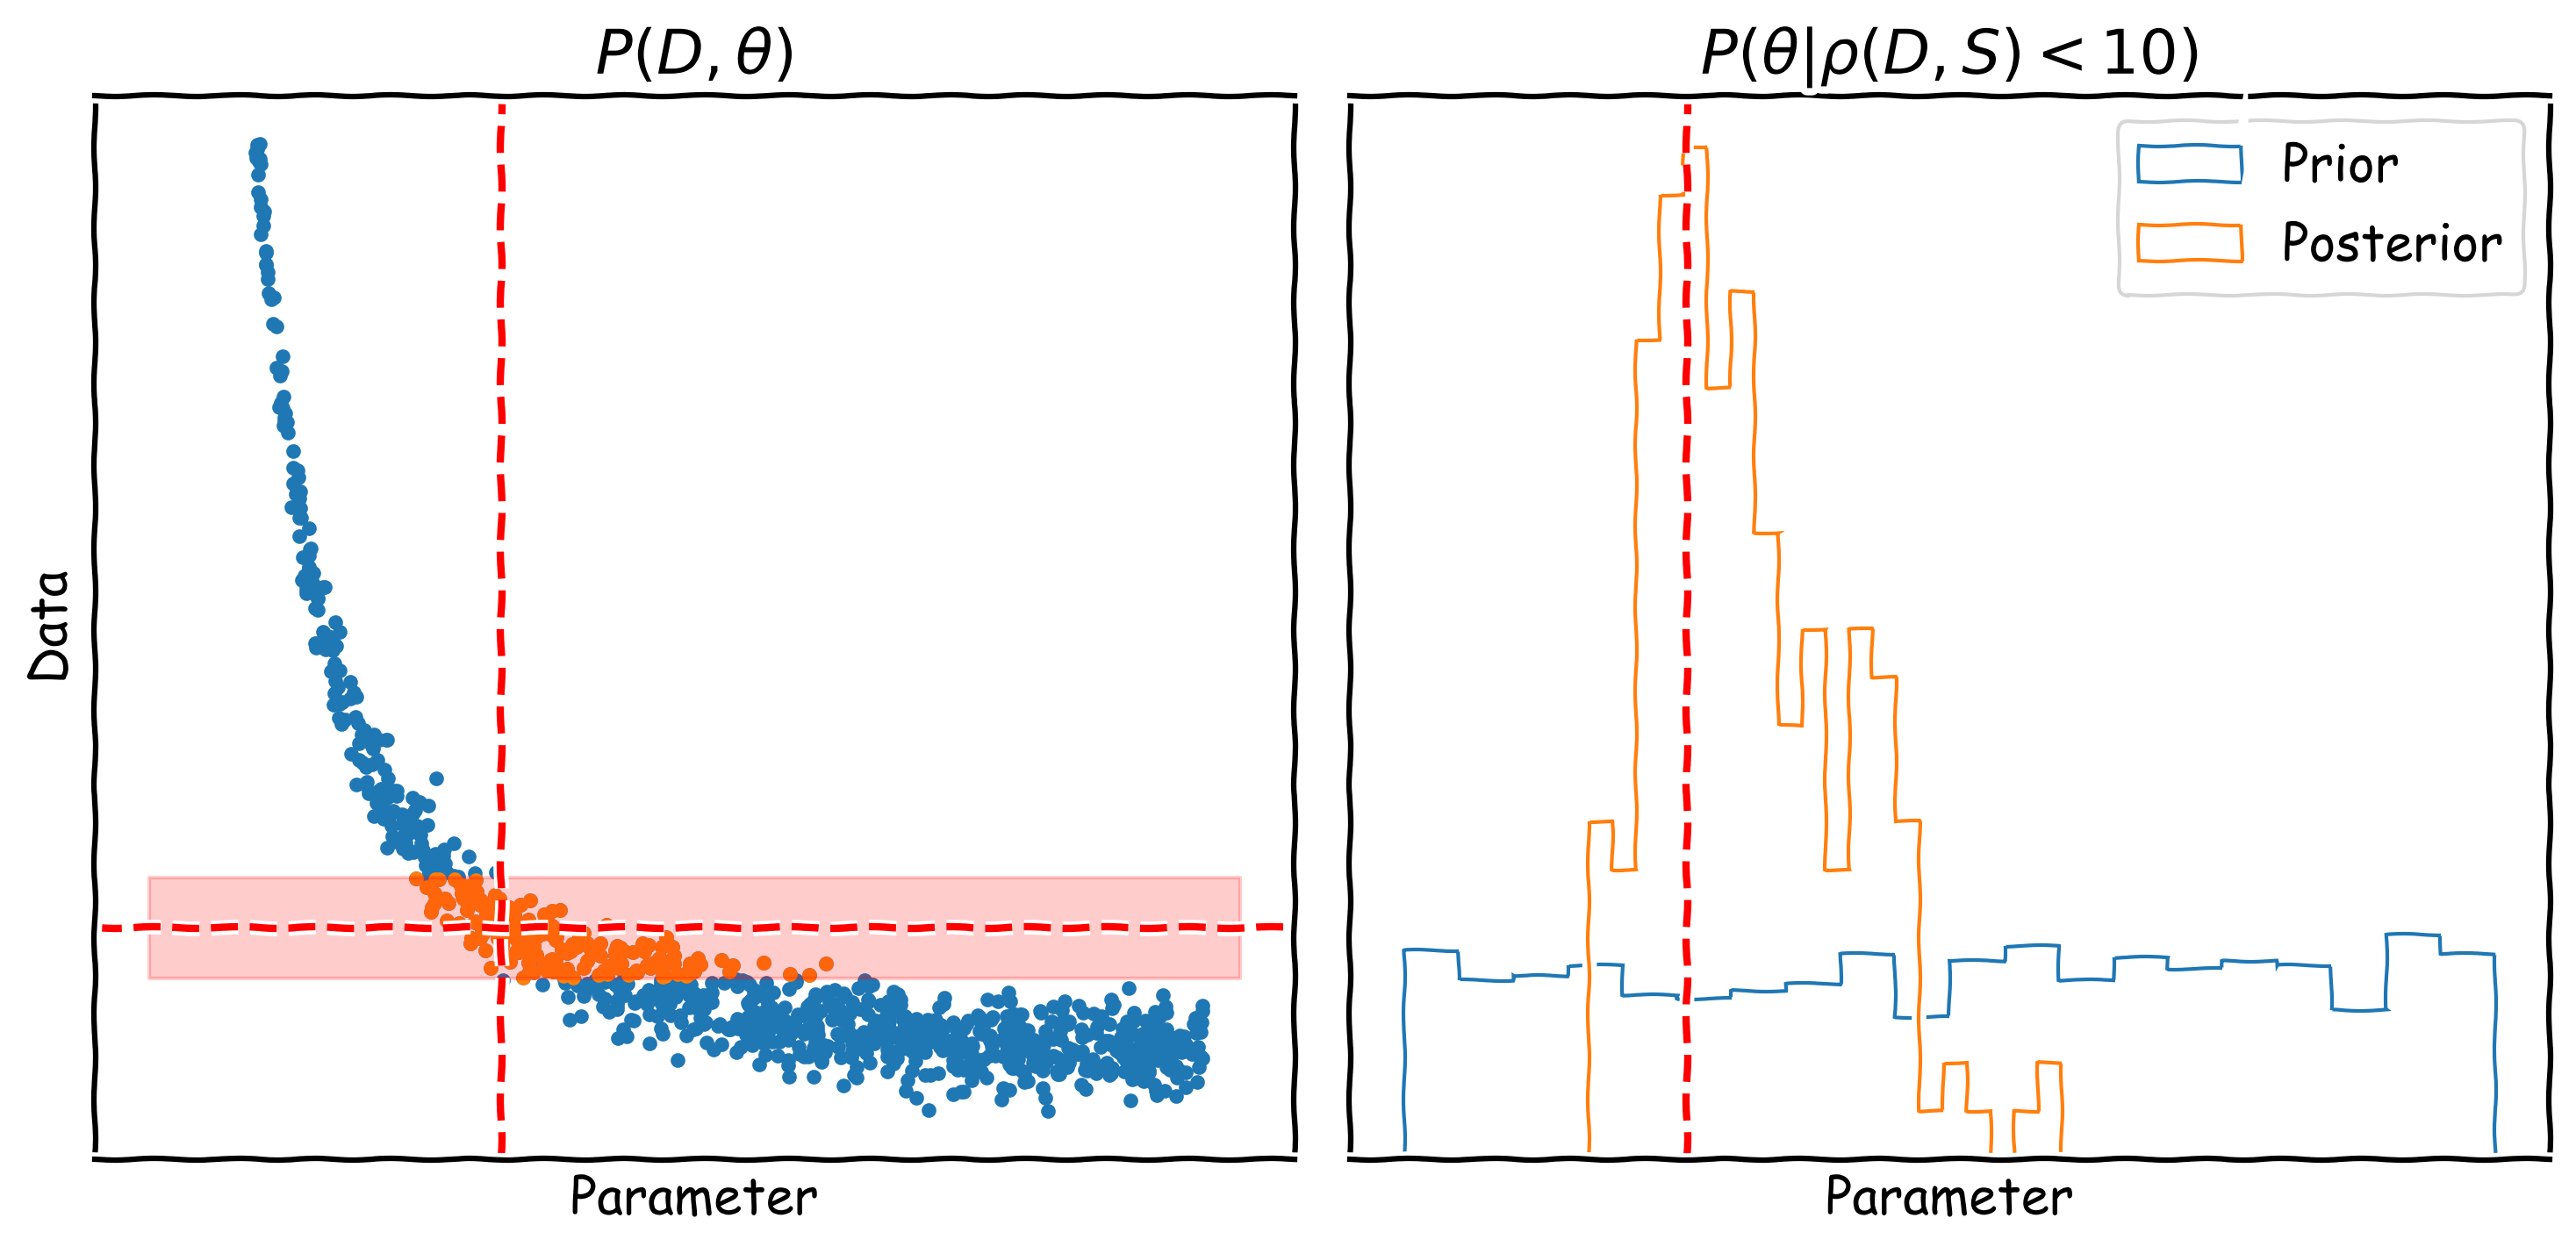 P(D, θ)
P(θ|ρ(D, S) < 10)
Prior
Posterior
Data
Parameter
Parameter